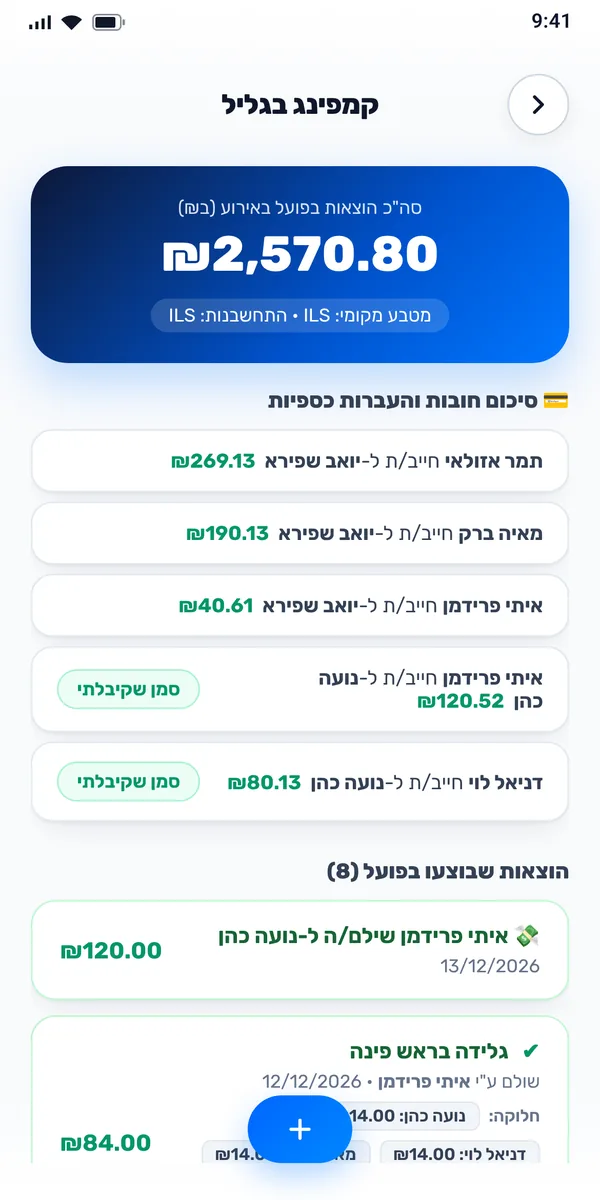 9:41
קמפינג בגליל
סה"כ הוצאות בפועל באירוע (ב₪)
₪2,570.80
מטבע מקומי: ILS • התחשבנות: ILS
💳 סיכום חובות והעברות כספיות
תמר אזולאי חייב/ת ל-יואב שפירא ₪269.13
מאיה ברק חייב/ת ל-יואב שפירא ₪190.13
איתי פרידמן חייב/ת ל-יואב שפירא ₪40.61
איתי פרידמן חייב/ת ל-נועה
כהן ₪120.52
סמן שקיבלתי
דניאל לוי חייב/ת ל-נועה כהן ₪80.13
סמן שקיבלתי
הוצאות שבוצעו בפועל (8)
💸 איתי פרידמן שילם/ה ל-נועה כהן
13/12/2026
₪120.00
✔ גלידה בראש פינה
שולם ע"י איתי פרידמן • 12/12/2026
חלוקה: נועה כהן: 14.00
דניאל לוי: ₪14.00
₪84.00
+